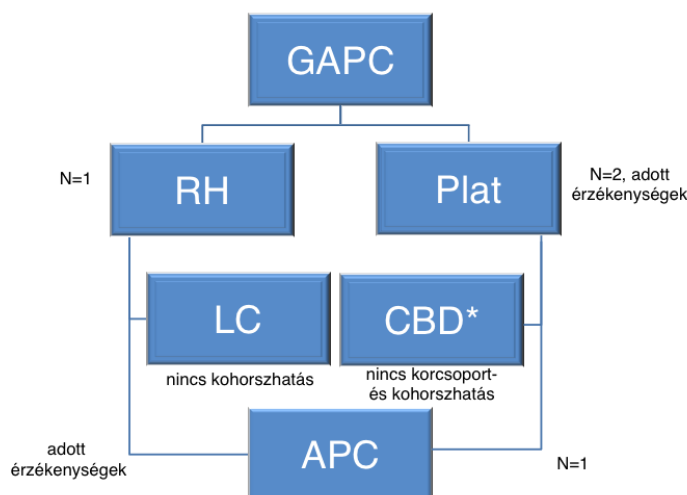 GAPC
N=1
RH
Plat
N=2, adott
érzékenységek
LC
CBD*
nincs kohorszhatás
nincs korcsoport-
és kohorszhatás
adott
érzékenységek
APC
N=1